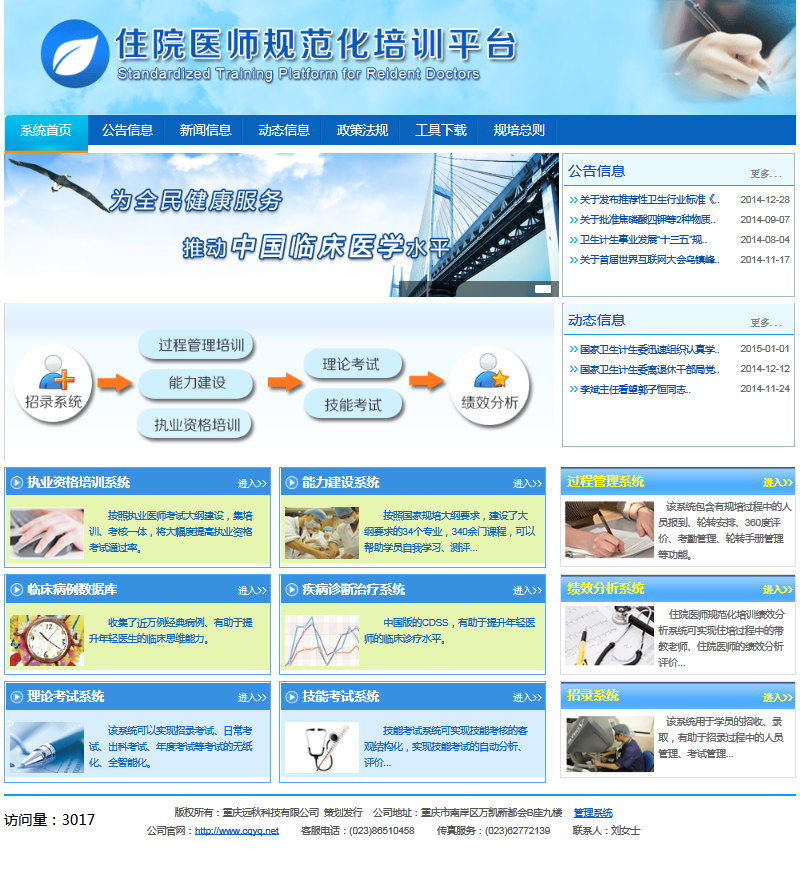 住院医师规范化培训平台
Standardized Training Platform for Reldent Doctors
系统首页 公告信息 新闻信息 动态信息 政策法规 工具下载 规培总则
为全民健康服务
推动中国临床医学水平
公告信息 更多...
关于发布推荐性卫生行业标准《.. 2014-12-28
关于批准焦磷酸四钾等2种物质.. 2014-09-07
卫生计生事业发展“十三五”规.. 2014-08-04
关于首届世界互联网大会乌镇峰.. 2014-11-17
招录系统
过程管理培训
能力建设
执业资格培训
理论考试
技能考试
绩效分析
动态信息 更多...
国家卫生计生委迅速组织认真学.. 2015-01-01
国家卫生计生委离退休干部局党.. 2014-12-12
李斌主任看望郭子恒同志.. 2014-11-24
执业资格培训系统 进入>>
按照执业医师考试大纲建设，集培
训、考核一体，将大幅度提高执业资格
考试通过率。
能力建设系统 进入>>
按照国家规培大纲要求，建设了大
纲要求的34个专业，340余门课程，可以
帮助学员自我学习、测评...
过程管理系统 进入>>
该系统包含有规培过程中的人
员报到、轮转安排、360度评
价、考勤管理、轮转手册管理
等功能。
临床病例数据库 进入>>
收集了近万例经典病例、有助于提
升年轻医生的临床思维能力。
疾病诊断治疗系统 进入>>
中国版的CDSS，有助于提升年轻医
师的临床诊疗水平。
绩效分析系统 进入>>
住院医师规范化培训绩效分
析系统可实现住培过程中的带
教老师、住院医师的绩效分析
评价...
理论考试系统 进入>>
该系统可以实现招录考试、日常考
试、出科考试、年度考试等考试的无纸
化、全智能化。
技能考试系统 进入>>
技能考试系统可实现技能考核的客
观结构化，实现技能考试的自动分析、
评价...
招录系统 进入>>
该系统用于学员的招收、录
取，有助于招录过程中的人员
管理、考试管理...
访问量：3017
版权所有：重庆远秋科技有限公司 策划发行 公司地址：重庆市南岸区万凯新都会B座九楼 管理系统
公司官网：http://www.cqyq.net 客服电话：(023)86510458 传真服务：(023)62772139 联系人：刘女士